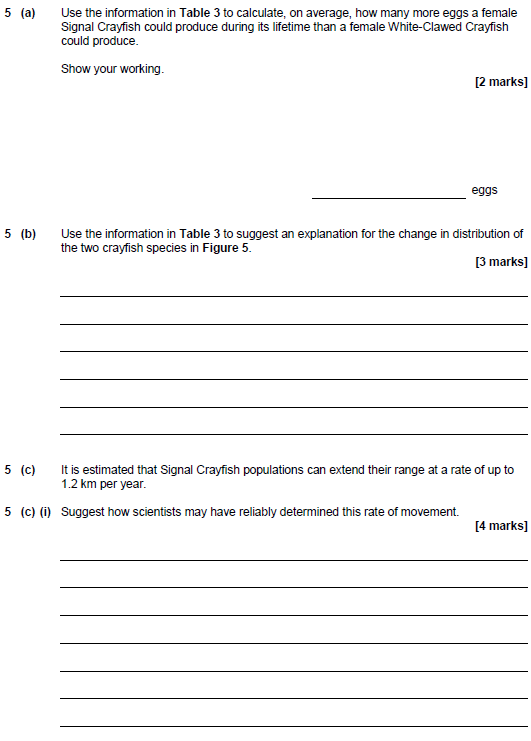 5 (a) Use the information in Table 3 to calculate, on average, how many more eggs a female
Signal Crayfish could produce during its lifetime than a female White-Clawed Crayfish
could produce.
Show your working.
[2 marks]
eggs
5 (b) Use the information in Table 3 to suggest an explanation for the change in distribution of
the two crayfish species in Figure 5.
[3 marks]
5 (c) It is estimated that Signal Crayfish populations can extend their range at a rate of up to
1.2 km per year.
5 (c) (i) Suggest how scientists may have reliably determined this rate of movement.
[4 marks]